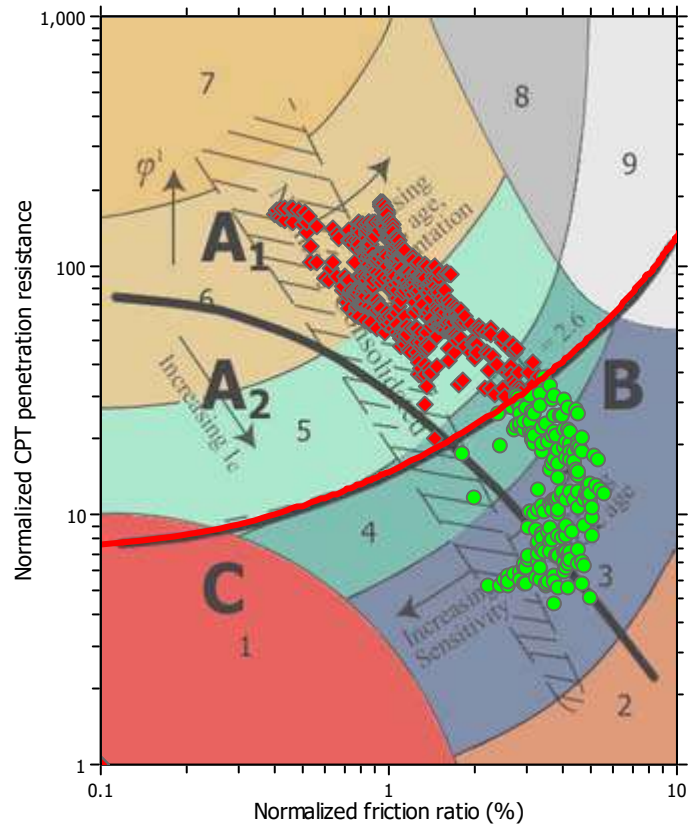 1,000
7
8
9
φ'
100
A1
6
= 2.6
A2
B
Increasing Ic
5
10
4
C
3
Increasing
Sensitivity
1
2
1
0.1
1
10
Normalized friction ratio (%)
Normalized CPT penetration resistance